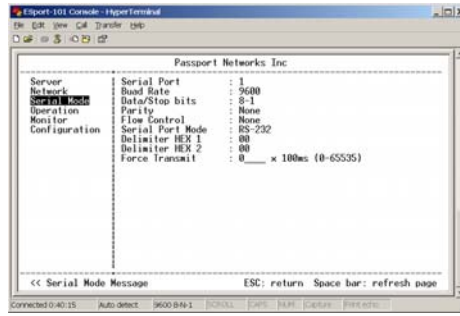 ESport-101 Console - HyperTerminal
File Edit View Call Transfer Help
Passport Networks Inc
Server
Network
Serial Mode
Operation
Monitor
Configuration
Serial Port : 1
Buad Rate : 9600
Data/Stop bits : 8-1
Parity : None
Flow Control : None
Serial Port Mode : RS-232
Delimiter HEX 1 : 00
Delimiter HEX 2 : 00
Force Transmit : 0____ x 100ms (0-65535)
<< Serial Mode Message ESC: return Space bar: refresh page
Connected 0:40:15 Auto detect 9600 8-N-1 SCROLL CAPS NUM Capture Print echo